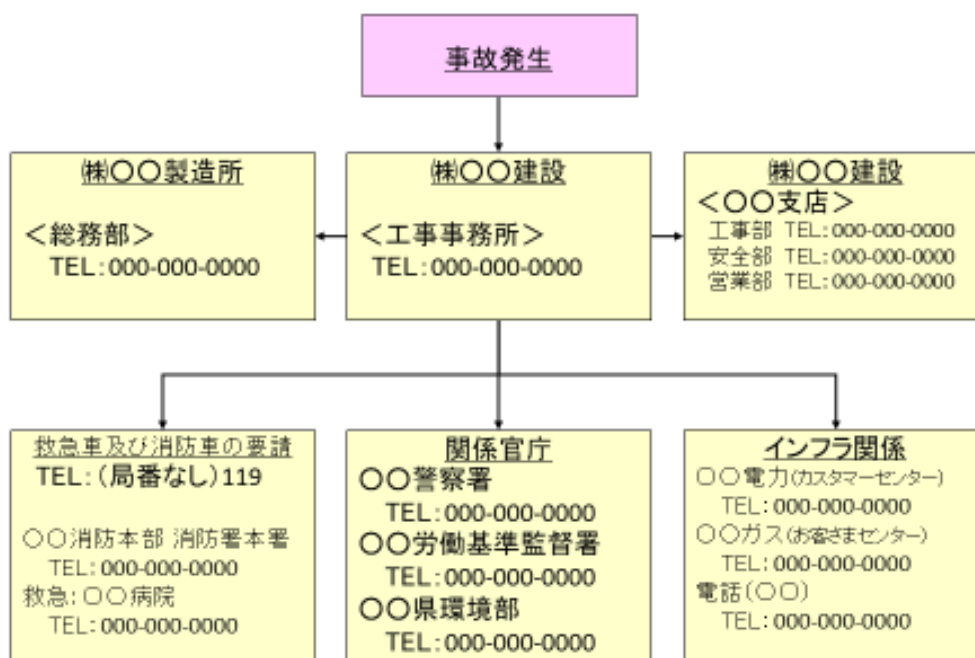 事故発生
㈱〇〇製造所
<総務部>
TEL:000-000-0000
㈱〇〇建設
<工事事務所>
TEL:000-000-0000
㈱〇〇建設
<〇〇支店>
工事部 TEL:000-000-0000
安全部 TEL:000-000-0000
営業部 TEL:000-000-0000
救急車及び消防車の要請
TEL:(局番なし)119
〇〇消防本部 消防署本署
TEL:000-000-0000
救急:〇〇病院
TEL:000-000-0000
関係官庁
〇〇警察署
TEL:000-000-0000
〇〇労働基準監督署
TEL:000-000-0000
〇〇県環境部
TEL:000-000-0000
インフラ関係
〇〇電力(カスタマーセンター)
TEL:000-000-0000
〇〇ガス(お客さまセンター)
TEL:000-000-0000
電話(〇〇)
TEL:000-000-0000